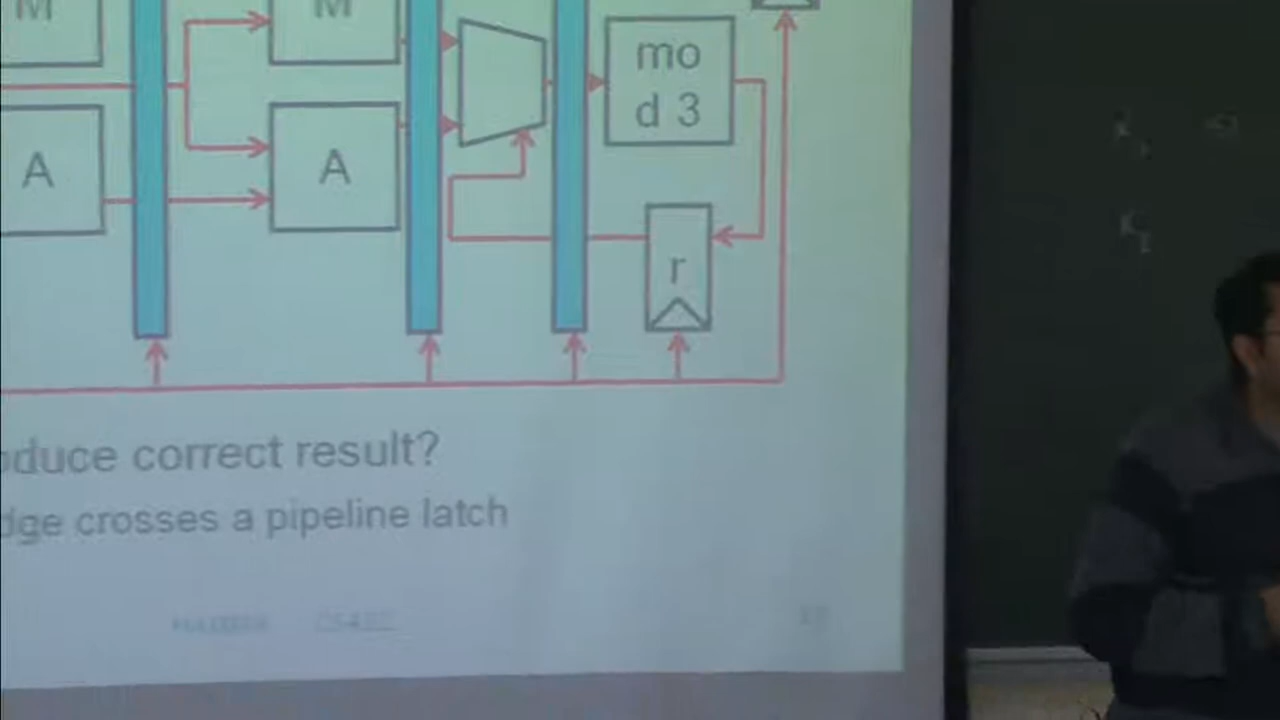 M
M
mo
d 3
A
A
r
oduce correct result?
dge crosses a pipeline latch